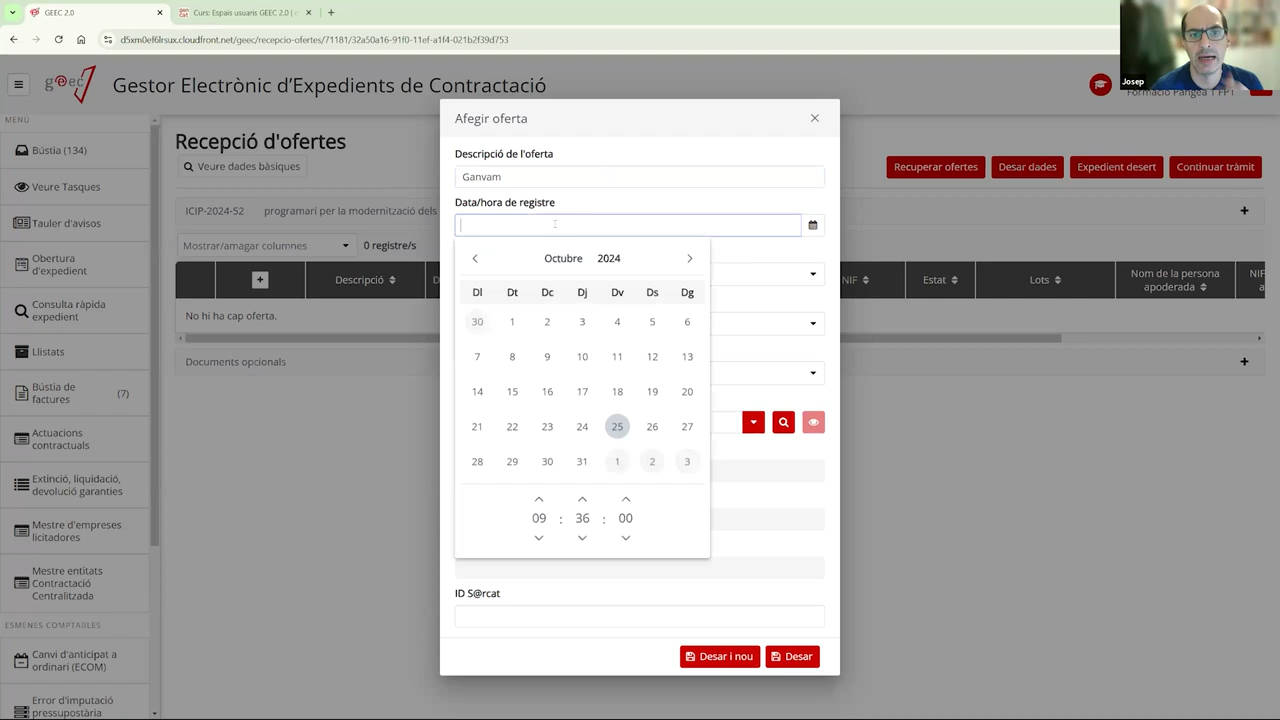 GEEC 2.0
Curs: Espais usuaris GEEC 2.0 | e
d5xm0ef6lrsux.cloudfront.net/geec/recepcio-ofertes/71181/32a50a16-91f0-11ef-a1f4-021b2f39d753
Josep
geec
Gestor Electrònic d'Expedients de Contractació
Formació Pangea 1 FP1
MENÚ
Bústia (134)
Veure Tasques
Tauler d'avisos
Obertura
d'expedient
Consulta ràpida
expedient
Llistats
Bústia de
factures
(7)
Actuacions
contractuals
Extinció, liquidació,
devolució garanties
Mestre d'empreses
licitadores
Mestre entitats
Contractació
Centralitzada
ESMENES COMPTABLES
Canvi d'anticipat a
ordinari (ECOM)
Error d'imputació
pressupostària
Recepció d'ofertes
Veure dades bàsiques
Recuperar ofertes
Desar dades
Expedient desert
Continuar tràmit
ICIP-2024-52 programari per la modernització dels
Mostrar/amagar columnes
0 registre/s
Descripció
D
NIF
Estat
Lots
Nom de la persona
apoderada
NIF
No hi ha cap oferta.
Documents opcionals
Afegir oferta
Descripció de l'oferta
Ganvam
Data/hora de registre
Octubre 2024
Dl Dt Dc Dj Dv Ds Dg
30 1 2 3 4 5 6
7 8 9 10 11 12 13
14 15 16 17 18 19 20
21 22 23 24 25 26 27
28 29 30 31 1 2 3
09 : 36 : 00
ID S@rcat
Desar i nou
Desar